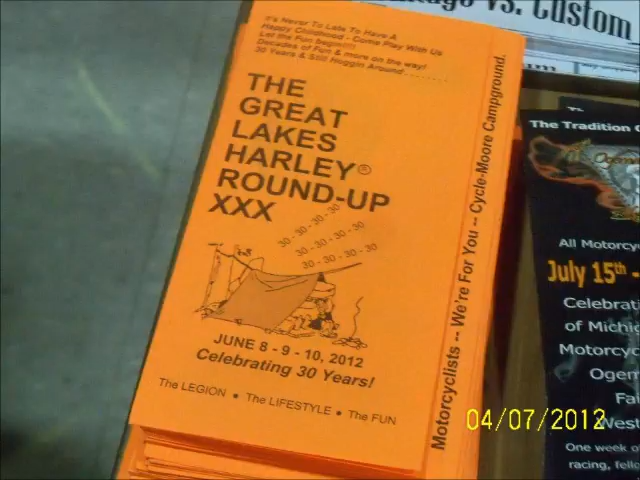 It's Never To Late To Have A
Happy Childhood - Come Play With Us
Let the Fun begin!!!!
Decades of Fun & more on the way!
30 Years & Still Hoggin Around..........
THE
GREAT
LAKES
HARLEY®
ROUND-UP
XXX
30 - 30 - 30 - 30
30 - 30 - 30 - 30
30 - 30 - 30 - 30
JUNE 8 - 9 - 10, 2012
Celebrating 30 Years!
The LEGION • The LIFESTYLE • The FUN
Motorcyclists -- We're For You -- Cycle-Moore Campground.
vs. Custom
The Tradition
All Motorcy
July 15th -
Celebrati
of Michig
Motorcyc
Ogem
Fai
West
One week of
racing, fello
04/07/2012